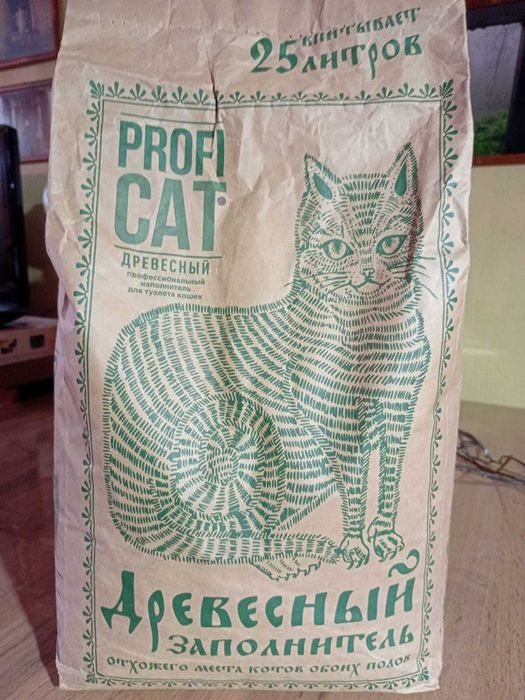 впитывает
25 литров
PROFI
CAT®
ДРЕВЕСНЫЙ
профессиональный
наполнитель
для туалета кошек
Древесный
заполнитель
отхожего места котов обоих полов